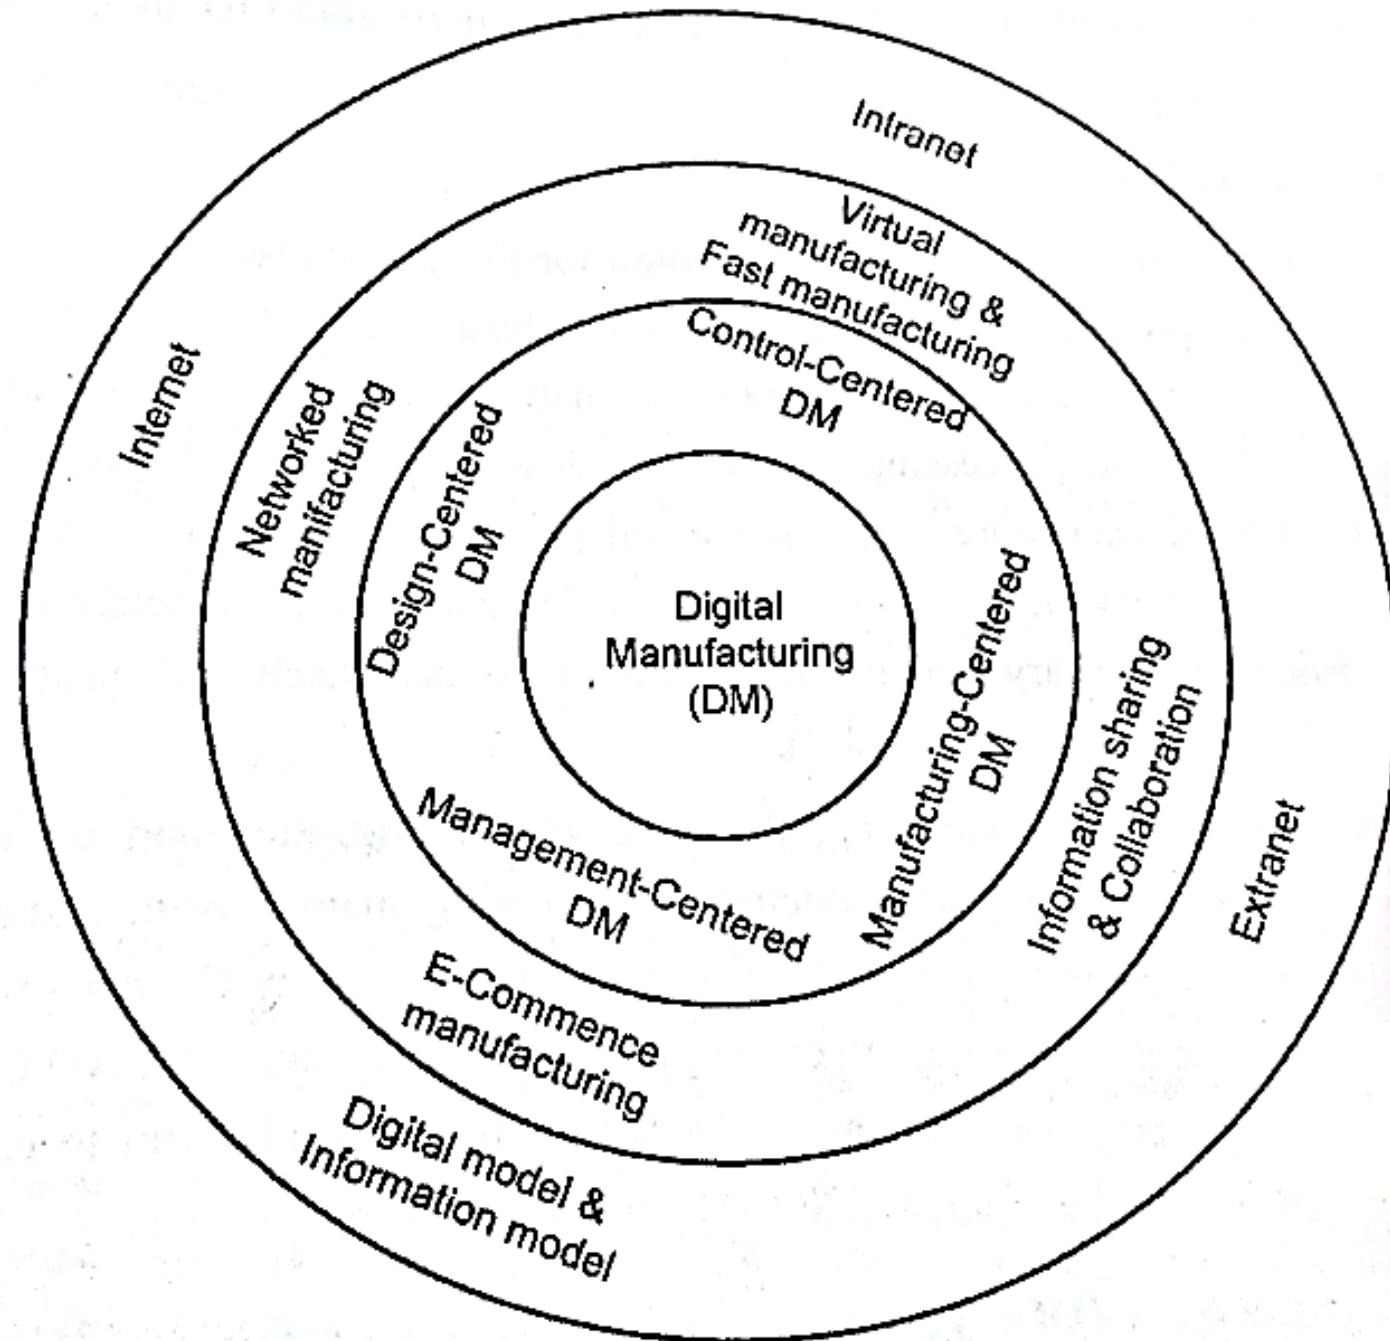 Intranet
Virtual
manufacturing &
Fast manufacturing
Control-Centered
DM
Internet
Networked
manifacturing
Design-Centered
DM
Digital
Manufacturing
(DM)
Manufacturing-Centered
DM
Information sharing
& Collaboration
Extranet
Management-Centered
DM
E-Commence
manufacturing
Digital model &
Information model